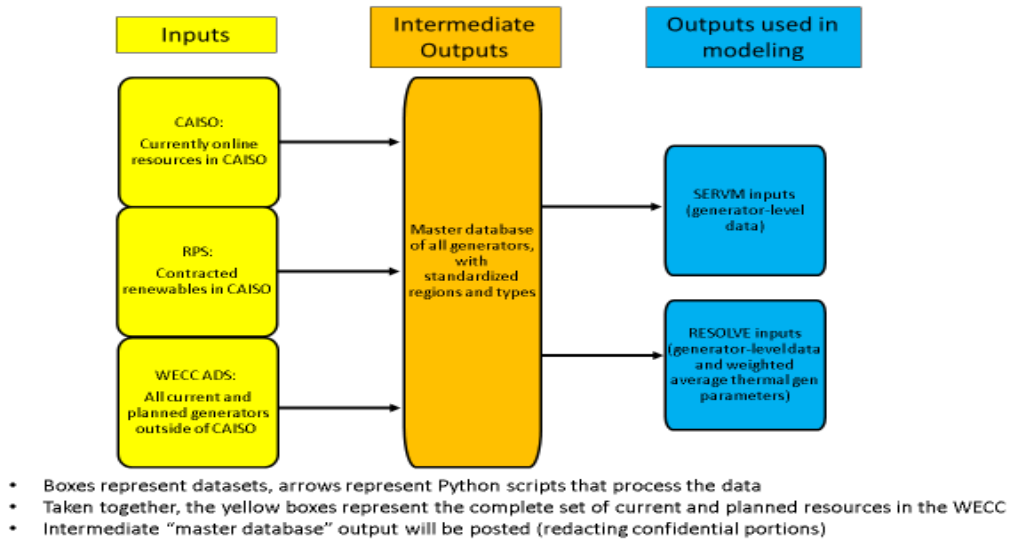 Inputs
Intermediate
Outputs
Outputs used in
modeling
CAISO:
Currently online
resources in CAISO
RPS:
Contracted
renewables in CAISO
WECC ADS:
All current and
planned generators
outside of CAISO
Master database
of all generators,
with
standardized
regions and types
SERVM inputs
(generator-level
data)
RESOLVE inputs
(generator-level data
and weighted
average thermal gen
parameters)
• Boxes represent datasets, arrows represent Python scripts that process the data
• Taken together, the yellow boxes represent the complete set of current and planned resources in the WECC
• Intermediate “master database” output will be posted (redacting confidential portions)